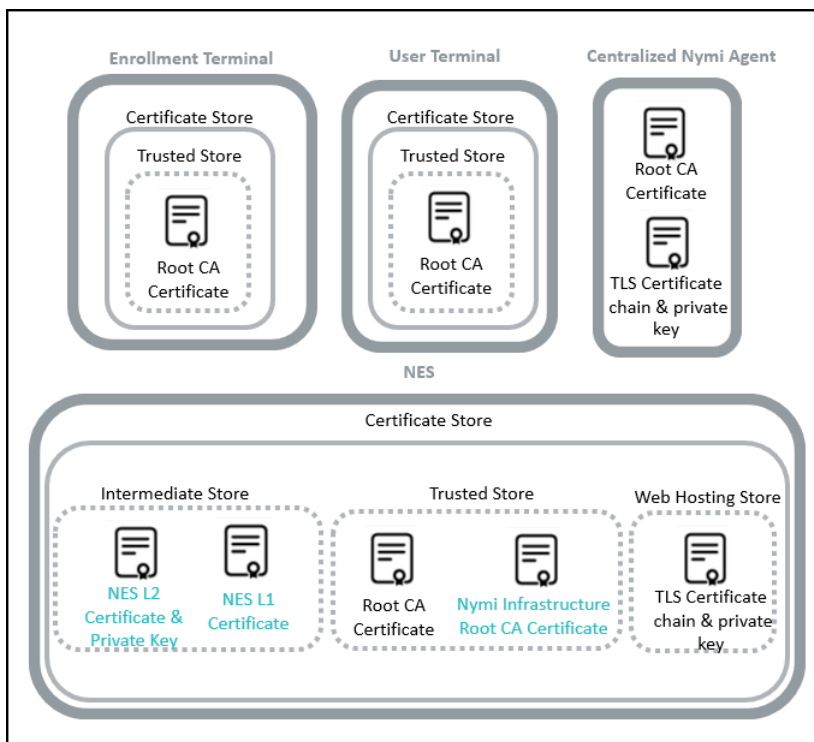 Enrollment Terminal
User Terminal
Centralized Nymi Agent
Certificate Store
Trusted Store
Root CA
Certificate
Certificate Store
Trusted Store
Root CA
Certificate
Root CA
Certificate
TLS Certificate
chain & private
key
NES
Certificate Store
Intermediate Store
NES L2
Certificate &
Private Key
NES L1
Certificate
Trusted Store
Root CA
Certificate
Nymi Infrastructure
Root CA Certificate
Web Hosting Store
TLS Certificate
chain & private
key